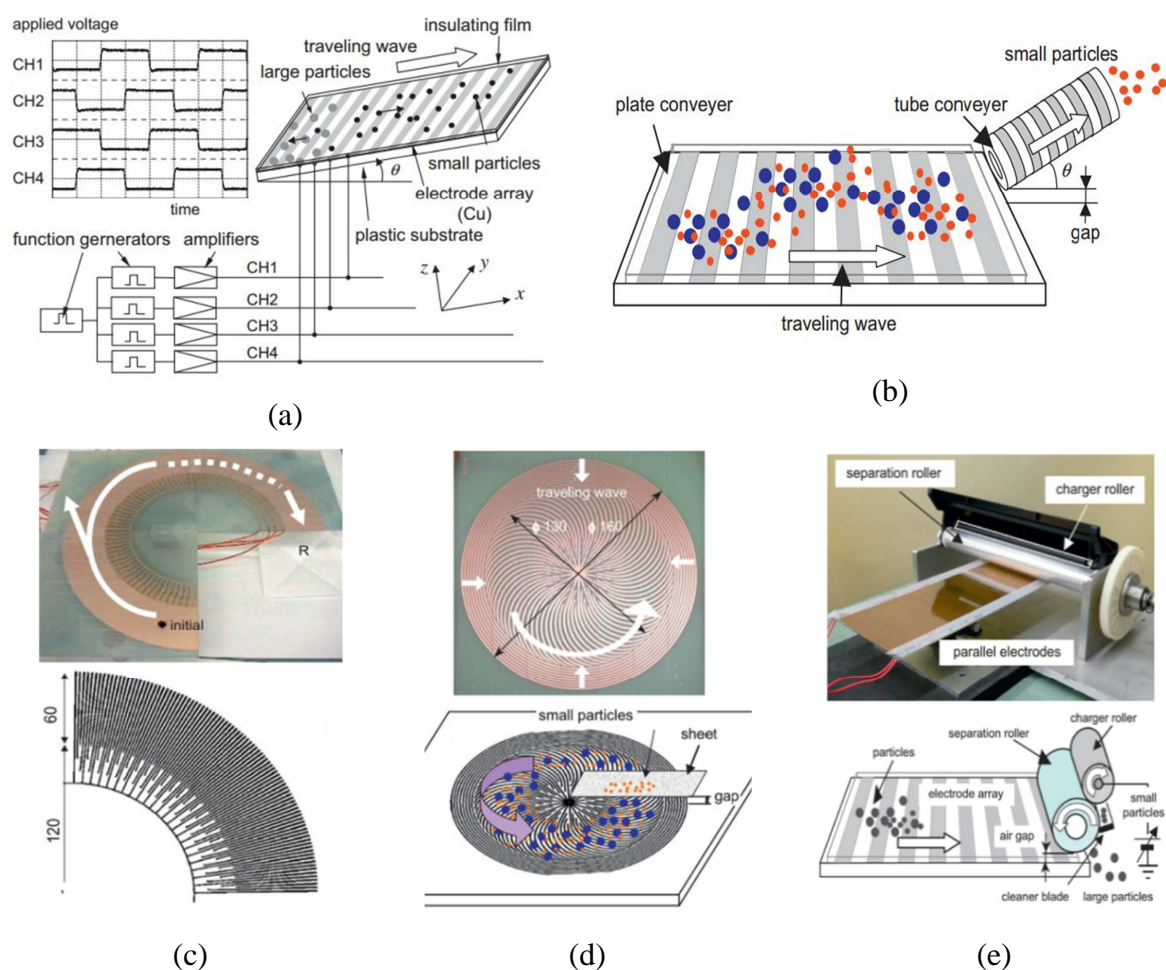 applied voltage
CH1
CH2
CH3
CH4
time
traveling wave
large particles
insulating film
small particles
θ
electrode array
(Cu)
plastic substrate
function gernerators
amplifiers
CH1
CH2
CH3
CH4
z
y
x
(a)
small particles
tube conveyer
plate conveyer
θ
gap
traveling wave
(b)
R
initial
60
120
(c)
traveling wave
ϕ 130
ϕ 160
small particles
sheet
gap
(d)
separation roller
charger roller
parallel electrodes
charger roller
separation roller
particles
electrode array
small
particles
air gap
cleaner blade
large particles
(e)